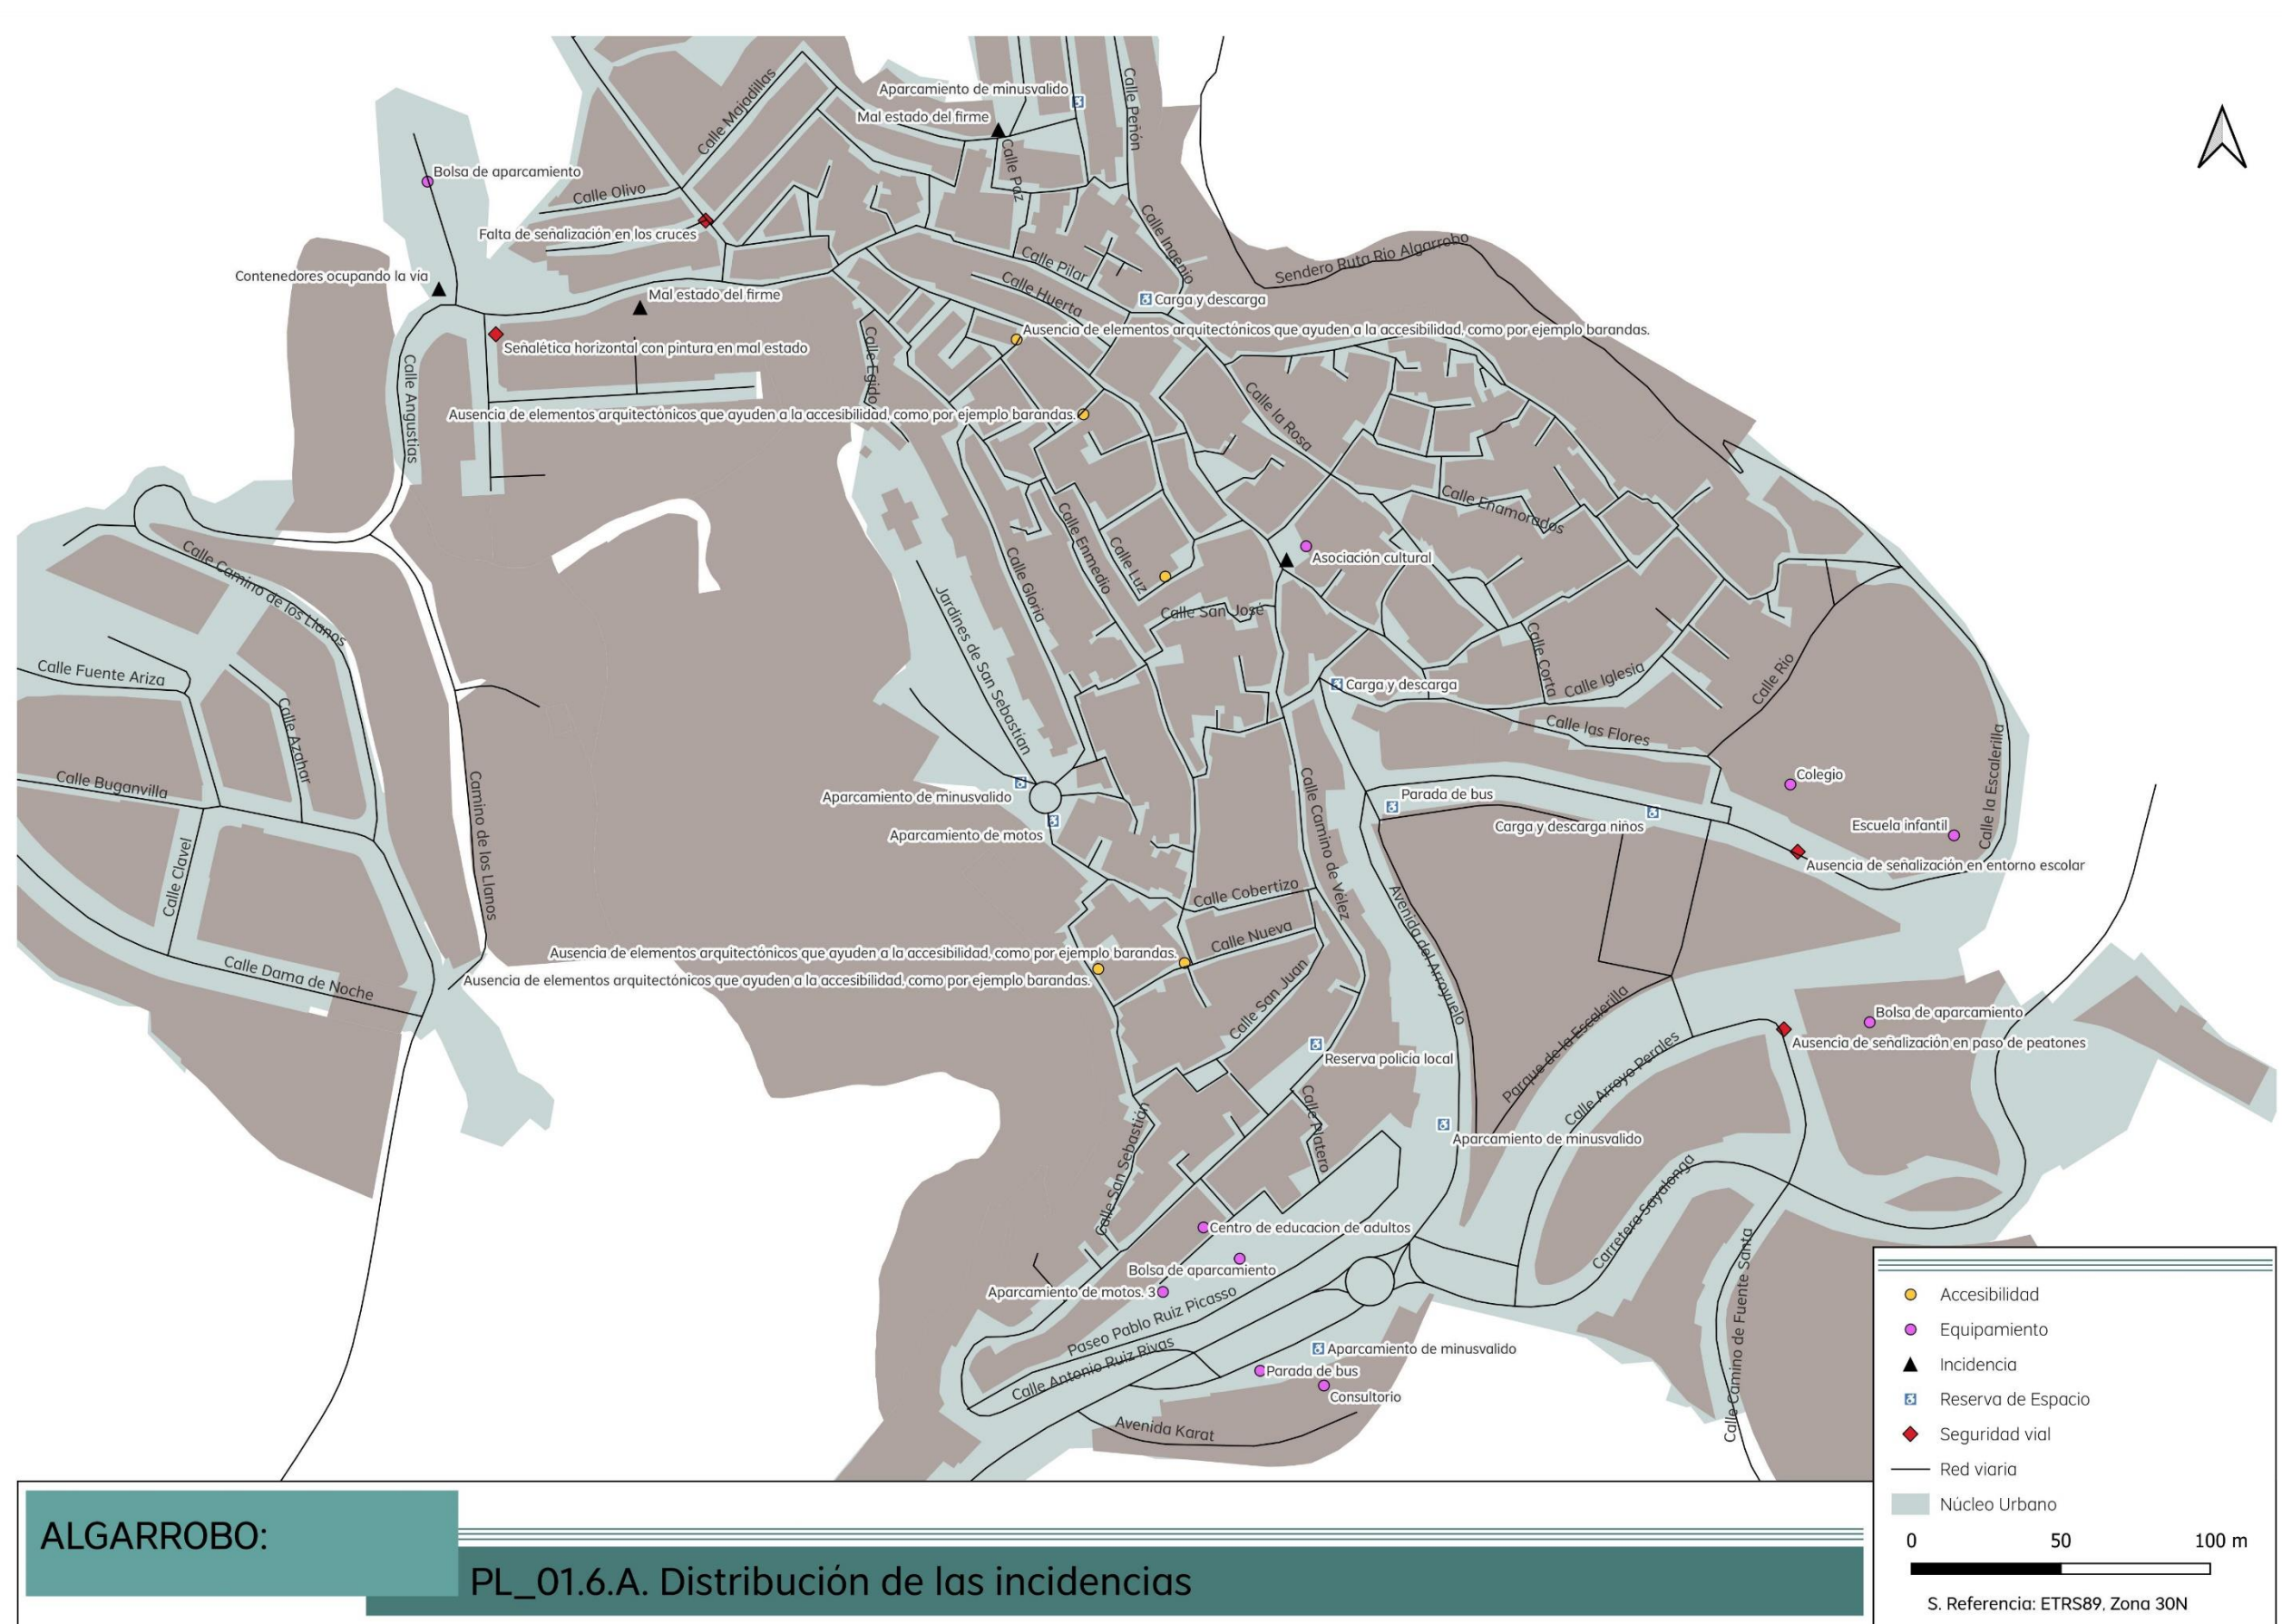 Calle Majadillas
Aparcamiento de minusvalido
Mal estado del firme
Calle Peñón
Calle Paz
Bolsa de aparcamiento
Calle Olivo
Falta de señalización en los cruces
Calle Ingenio
Contenedores ocupando la via
Calle Pilar
Sendero Ruta Rio Algarrobo
Mal estado del firme
Calle Huerta
Carga y descarga
Ausencia de elementos arquitectónicos que ayuden a la accesibilidad, como por ejemplo barandas.
Señalética horizontal con pintura en mal estado
Calle Egido
Calle Angustias
Ausencia de elementos arquitectónicos que ayuden a la accesibilidad, como por ejemplo barandas.
Calle la Rosa
Calle Enamorados
Calle Camino de los Llanos
Calle Gloria
Calle Enmedio
Calle Luz
Asociación cultural
Calle San José
Jardines de San Sebastian
Calle Fuente Ariza
Calle Azahar
Calle Corta
Calle Iglesia
Calle Rio
Carga y descarga
Calle las Flores
Calle la Escalerilla
Calle Buganvilla
Calle Clavel
Camino de los Llanos
Aparcamiento de minusvalido
Aparcamiento de motos
Calle Camino de Vélez
Parada de bus
Colegio
Carga y descarga niños
Escuela infantil
Ausencia de señalización en entorno escolar
Calle Cobertizo
Calle Nueva
Avenida del Arroyuelo
Ausencia de elementos arquitectónicos que ayuden a la accesibilidad, como por ejemplo barandas.
Ausencia de elementos arquitectónicos que ayuden a la accesibilidad, como por ejemplo barandas.
Calle Dama de Noche
Calle San Juan
Parque de la Escalerilla
Bolsa de aparcamiento
Ausencia de señalización en paso de peatones
Reserva policía local
Calle Arroyo Perales
Calle Platero
Aparcamiento de minusvalido
Calle San Sebastián
Carretera Sayalonga
Centro de educacion de adultos
Bolsa de aparcamiento
Aparcamiento de motos. 3
Paseo Pablo Ruiz Picasso
Calle Antonio Ruiz Rivas
Calle Camino de Fuente Santa
Aparcamiento de minusvalido
Parada de bus
Consultorio
Avenida Karat
Accesibilidad
Equipamiento
Incidencia
Reserva de Espacio
Seguridad vial
Red viaria
Núcleo Urbano
0 50 100 m
S. Referencia: ETRS89, Zona 30N
ALGARROBO:
PL_01.6.A. Distribución de las incidencias